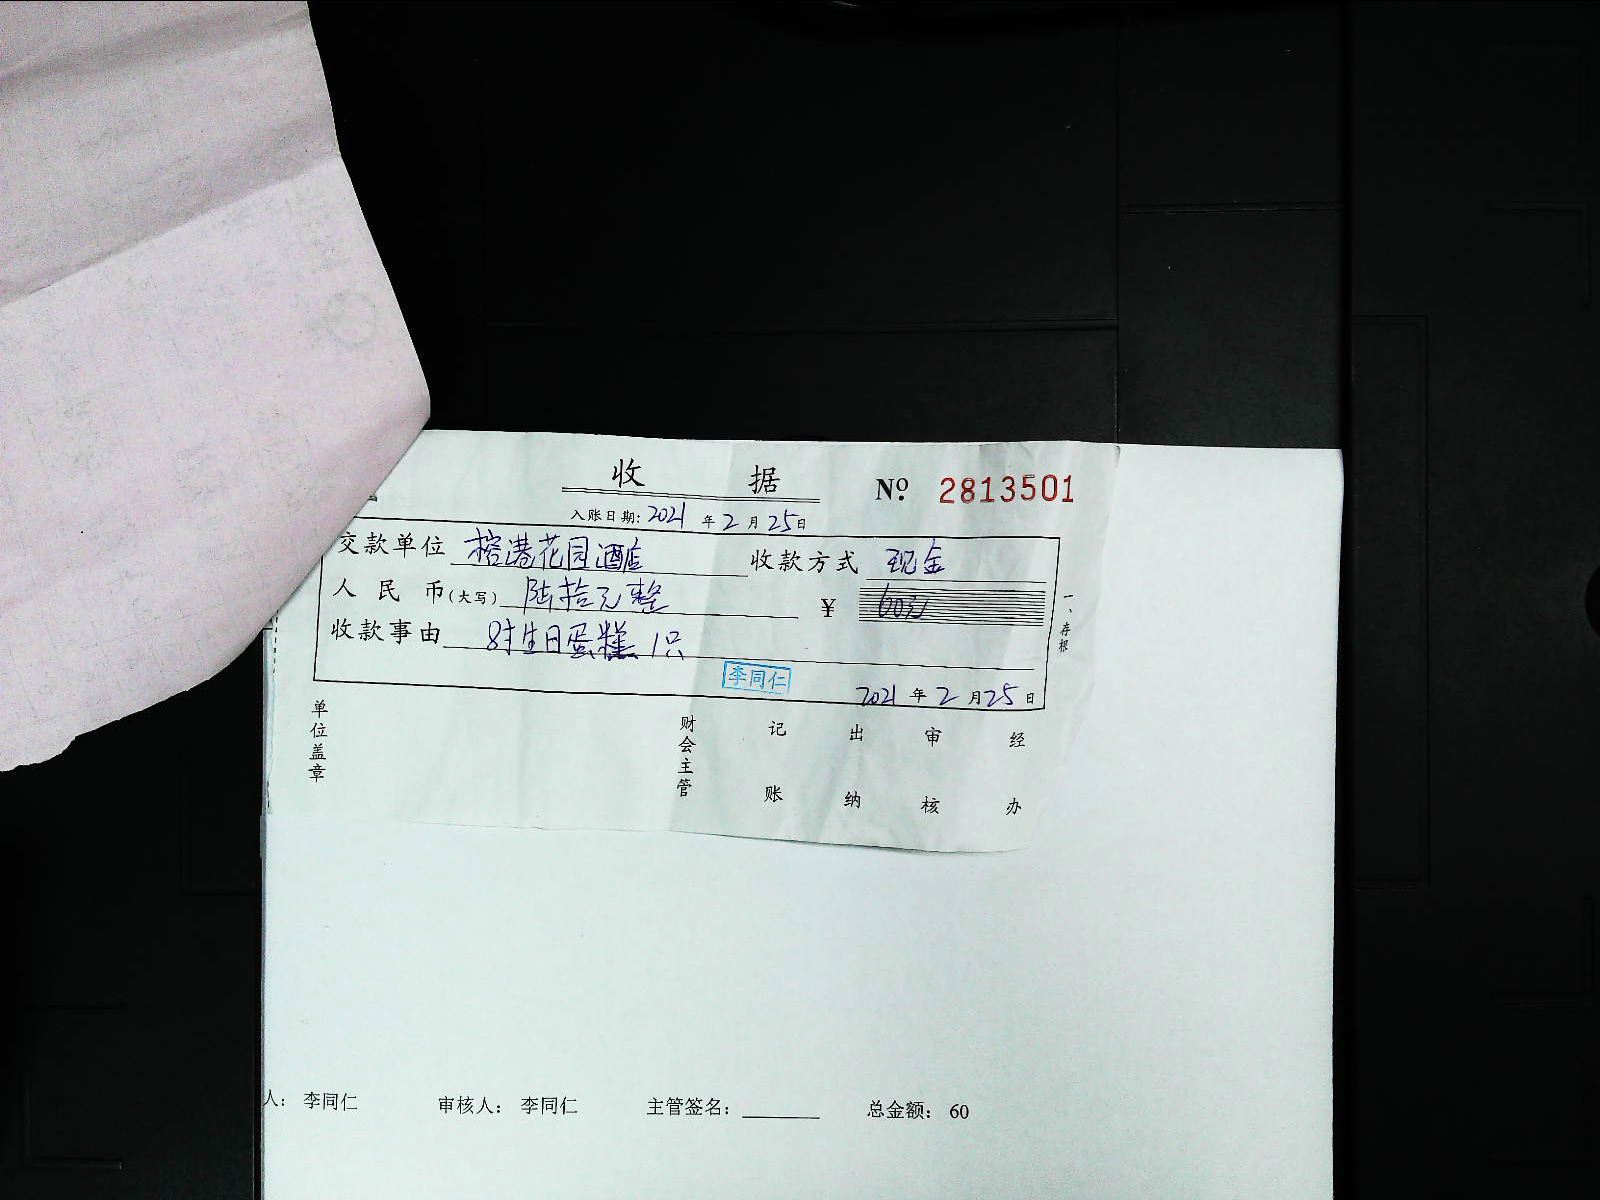 收 据 Nº 2813501
入账日期: 2021 年 2 月 25 日
交款单位 榕港花园酒店 收款方式 现金
人民币(大写) 陆拾元整 ¥ 60元
收款事由 8寸生日蛋糕1只
李同仁
2021 年 2 月 25 日
一、存根
单位盖章 财会主管 记账 出纳 审核 经办
人: 李同仁 审核人: 李同仁 主管签名: 总金额: 60